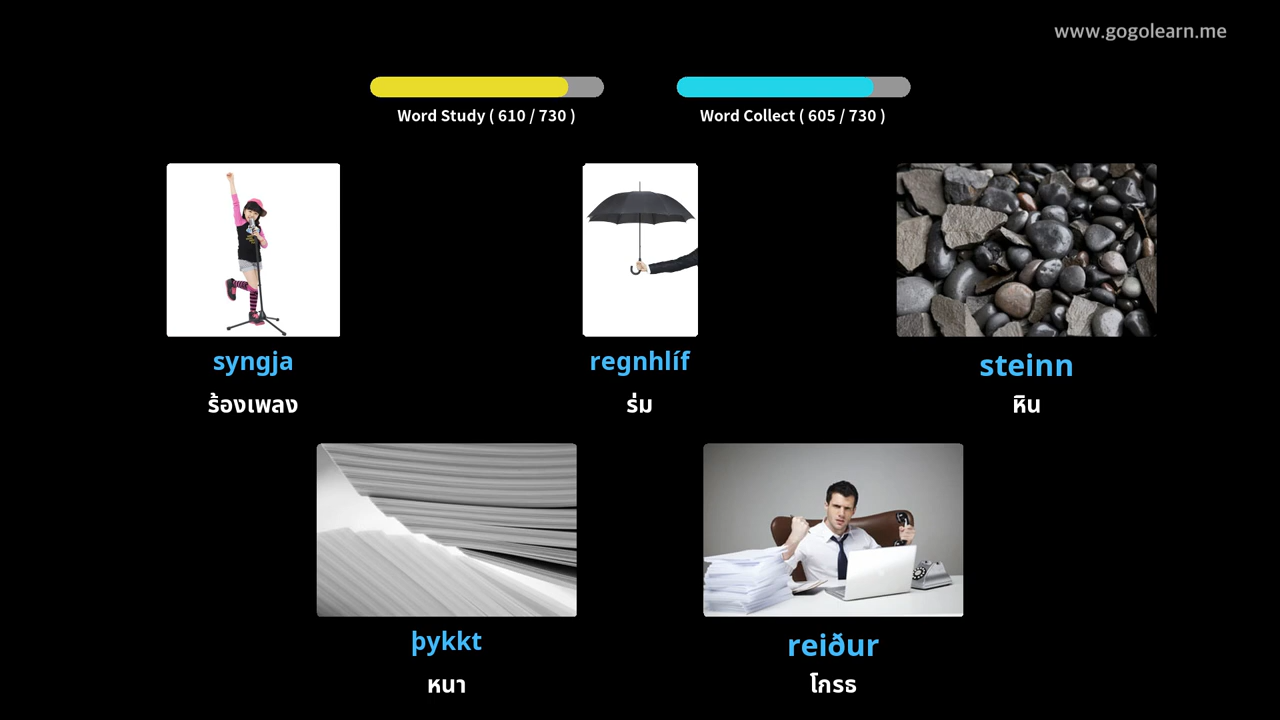 www.gogolearn.me
Word Study ( 610 / 730 )
Word Collect ( 605 / 730 )
syngja
ร้องเพลง
regnhlíf
ร่ม
steinn
หิน
þykkt
หนา
reiður
โกรธ